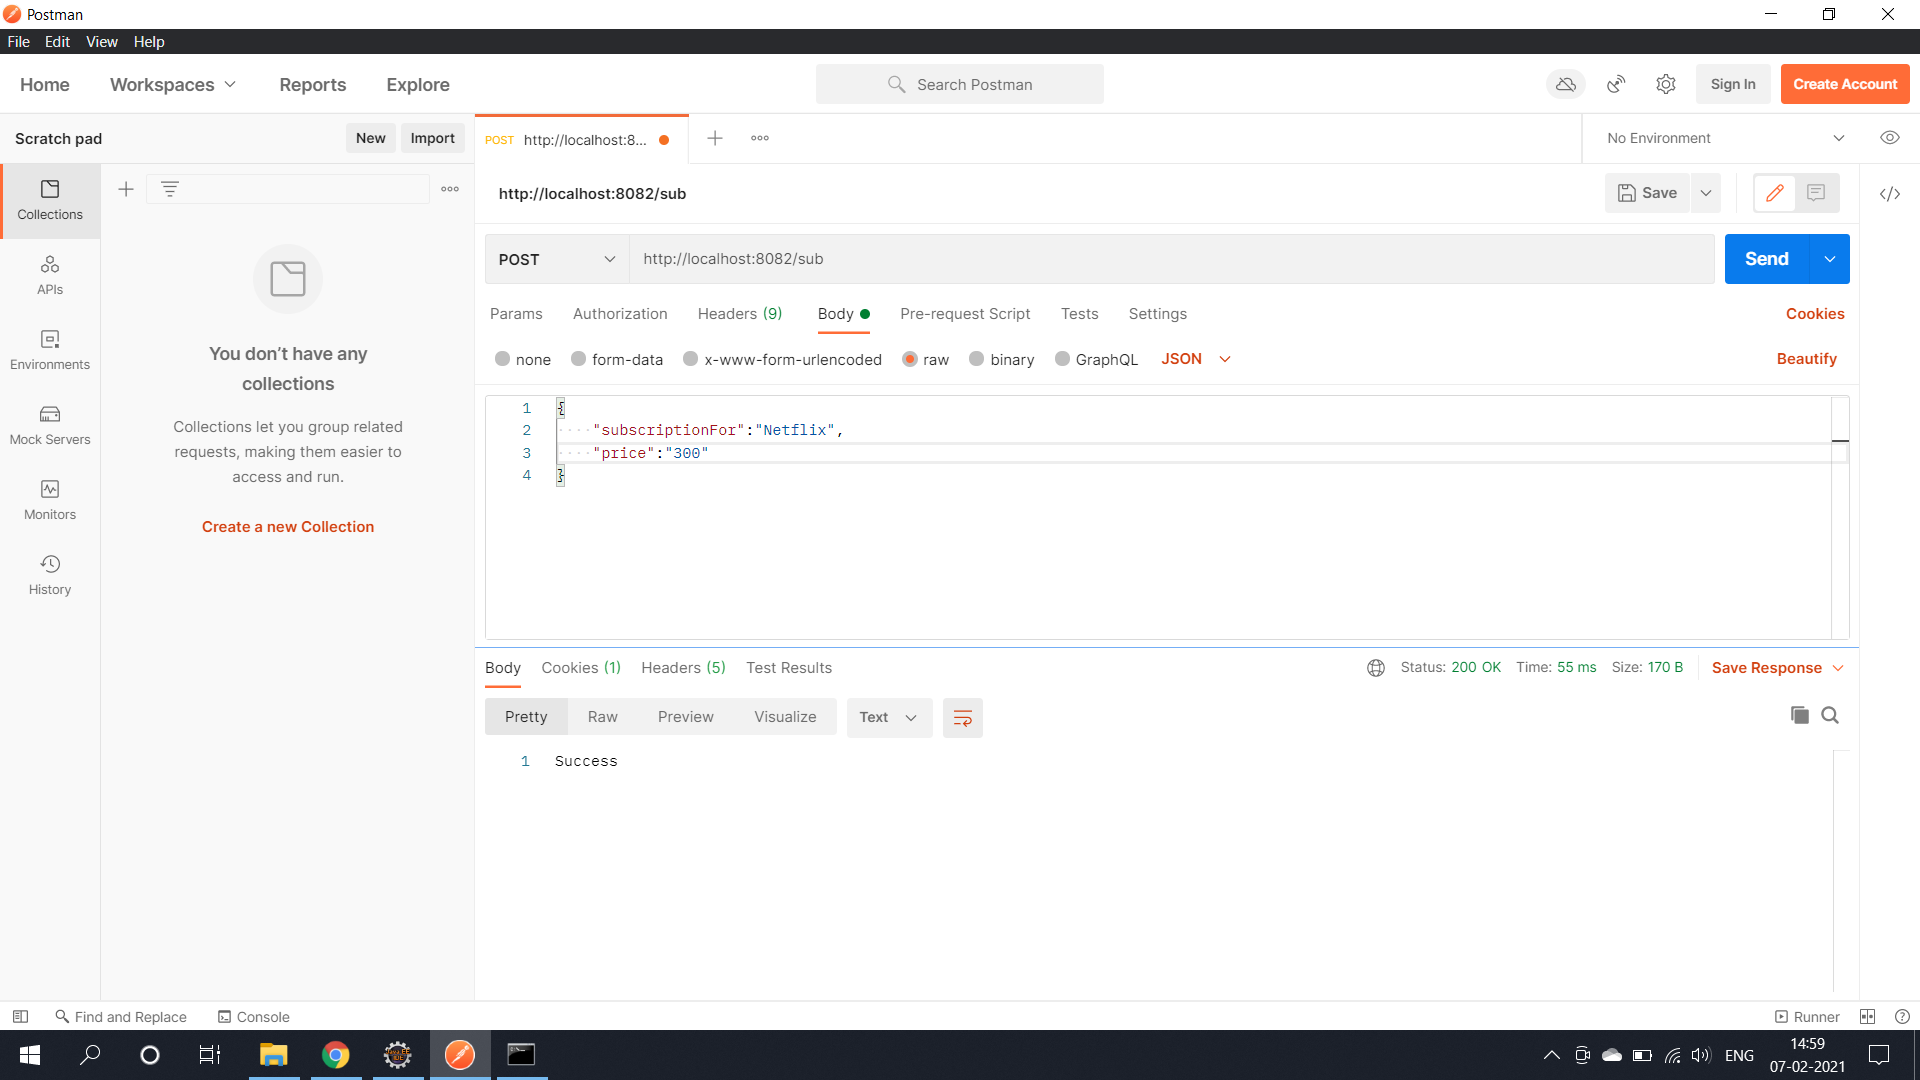 Postman
File Edit View Help
Home Workspaces Reports Explore Search Postman Sign In Create Account
Scratch pad New Import POST http://localhost:8... No Environment
http://localhost:8082/sub Save
Collections
APIs
Environments
Mock Servers
Monitors
History
You don’t have any
collections
Collections let you group related
requests, making them easier to
access and run.
Create a new Collection
POST http://localhost:8082/sub Send
Params Authorization Headers (9) Body Pre-request Script Tests Settings Cookies
none form-data x-www-form-urlencoded raw binary GraphQL JSON Beautify
1 {
2 "subscriptionFor":"Netflix",
3 "price":"300"
4 }
Body Cookies (1) Headers (5) Test Results Status: 200 OK Time: 55 ms Size: 170 B Save Response
Pretty Raw Preview Visualize Text
1 Success
Find and Replace Console Runner
ENG 14:59
07-02-2021